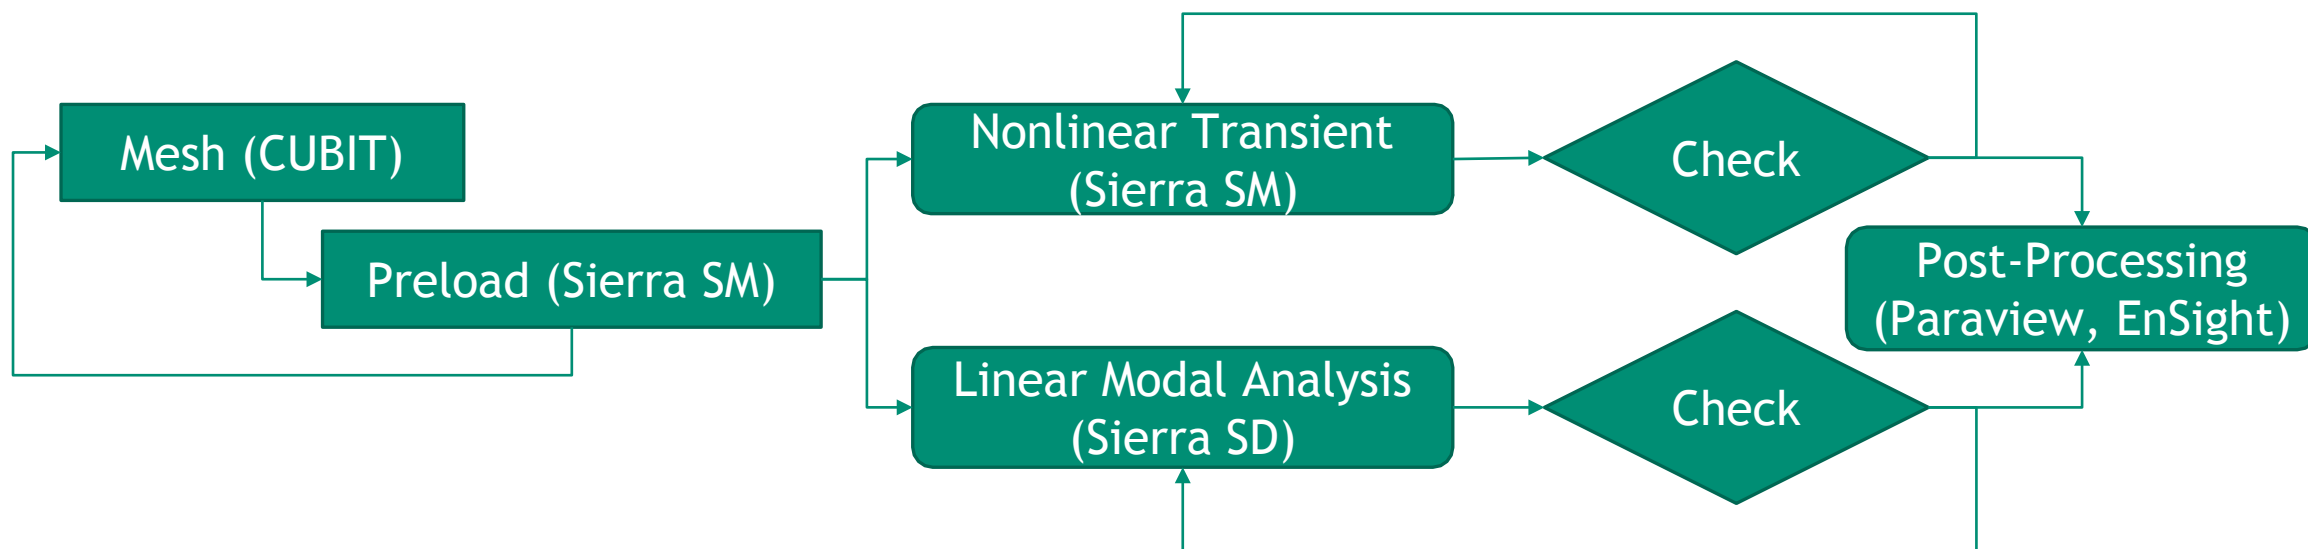 Mesh (CUBIT)
Preload (Sierra SM)
Nonlinear Transient
(Sierra SM)
Check
Linear Modal Analysis
(Sierra SD)
Check
Post-Processing
(Paraview, EnSight)